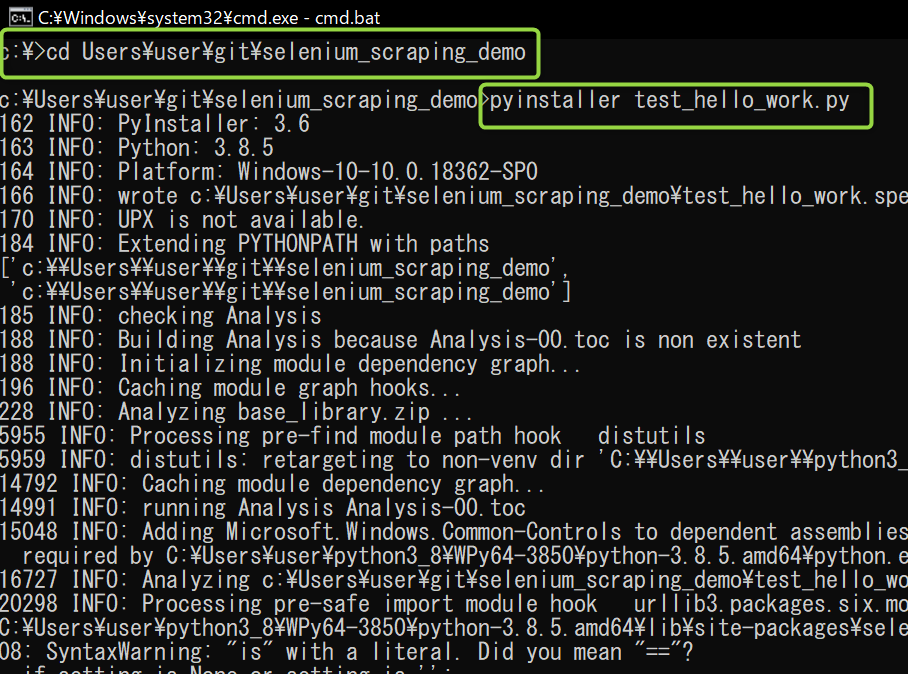 C:¥Windows¥system32¥cmd.exe - cmd.bat
c:¥>cd Users¥user¥git¥selenium_scraping_demo
c:¥Users¥user¥git¥selenium_scraping_demo>pyinstaller test_hello_work.py
162 INFO: PyInstaller: 3.6
163 INFO: Python: 3.8.5
164 INFO: Platform: Windows-10-10.0.18362-SP0
166 INFO: wrote c:¥Users¥user¥git¥selenium_scraping_demo¥test_hello_work.spe
170 INFO: UPX is not available.
184 INFO: Extending PYTHONPATH with paths
['c:¥¥Users¥¥user¥¥git¥¥selenium_scraping_demo',
'c:¥¥Users¥¥user¥¥git¥¥selenium_scraping_demo']
185 INFO: checking Analysis
188 INFO: Building Analysis because Analysis-00.toc is non existent
188 INFO: Initializing module dependency graph...
196 INFO: Caching module graph hooks...
228 INFO: Analyzing base_library.zip ...
5955 INFO: Processing pre-find module path hook   distutils
5959 INFO: distutils: retargeting to non-venv dir 'C:¥¥Users¥¥user¥¥python3_
14792 INFO: Caching module dependency graph...
14991 INFO: running Analysis Analysis-00.toc
15048 INFO: Adding Microsoft.Windows.Common-Controls to dependent assemblies
required by C:¥Users¥user¥python3_8¥WPy64-3850¥python-3.8.5.amd64¥python.e
16727 INFO: Analyzing c:¥Users¥user¥git¥selenium_scraping_demo¥test_hello_wo
20298 INFO: Processing pre-safe import module hook   urllib3.packages.six.mo
C:¥Users¥user¥python3_8¥WPy64-3850¥python-3.8.5.amd64¥lib¥site-packages¥sele
08: SyntaxWarning: "is" with a literal. Did you mean "=="?
if setting is None or setting is '':